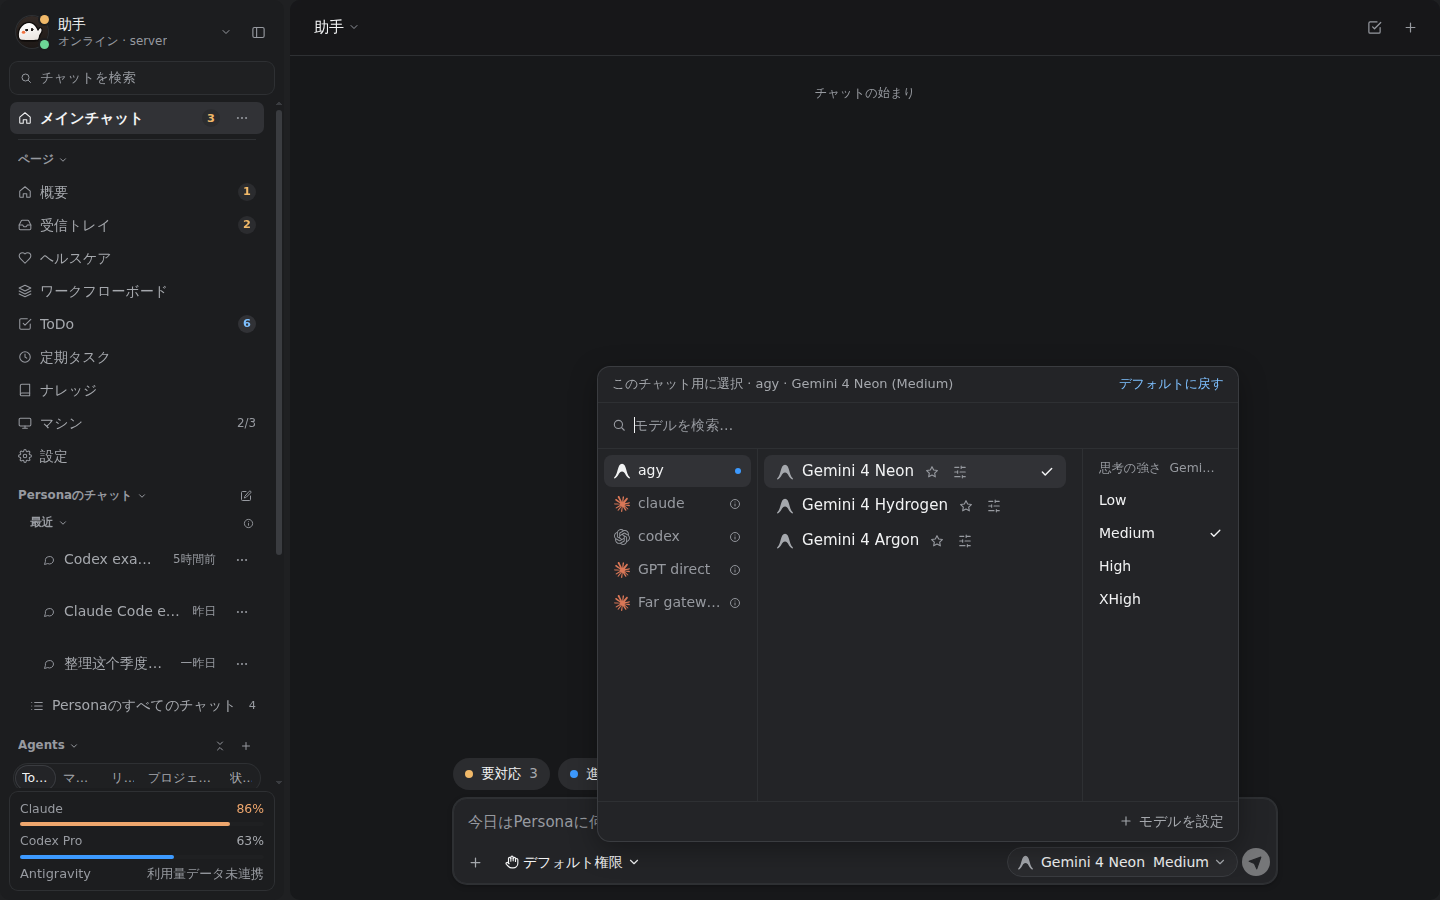 助手
オンライン · server
チャットを検索
メインチャット 3
ページ
概要 1
受信トレイ 2
ヘルスケア
ワークフローボード
ToDo 6
定期タスク
ナレッジ
マシン 2/3
設定
Personaのチャット
最近
Codex exa… 5時間前
Claude Code e… 昨日
整理这个季度… 一昨日
Personaのすべてのチャット 4
Agents
To… マ… リ… プロジェ… 状…
Claude 86%
Codex Pro 63%
Antigravity 利用量データ未連携
助手
チャットの始まり
このチャット用に選択 · agy · Gemini 4 Neon (Medium) デフォルトに戻す
モデルを検索…
agy
claude
codex
GPT direct
Far gatew…
Gemini 4 Neon
Gemini 4 Hydrogen
Gemini 4 Argon
思考の強さ Gemi…
Low
Medium
High
XHigh
モデルを設定
要対応 3 進
今日はPersonaに何
デフォルト権限
Gemini 4 Neon Medium